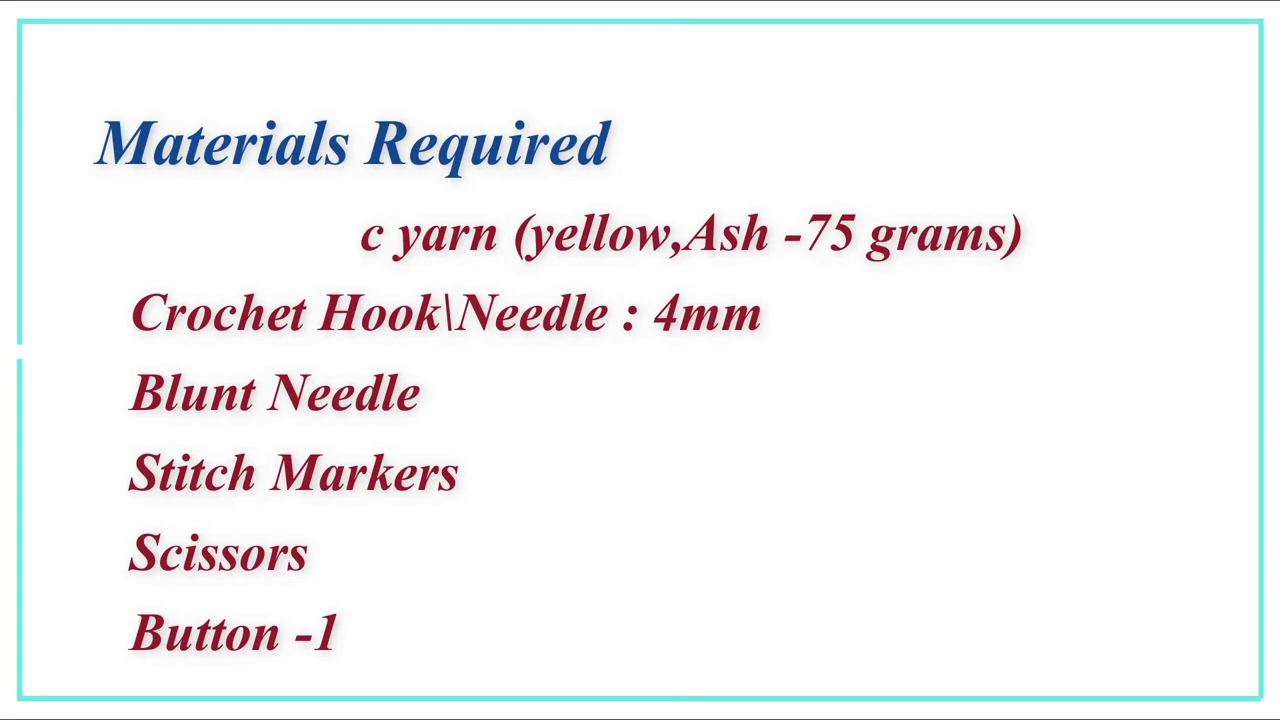 Materials Required
c yarn (yellow,Ash -75 grams)
Crochet Hook\Needle : 4mm
Blunt Needle
Stitch Markers
Scissors
Button -1